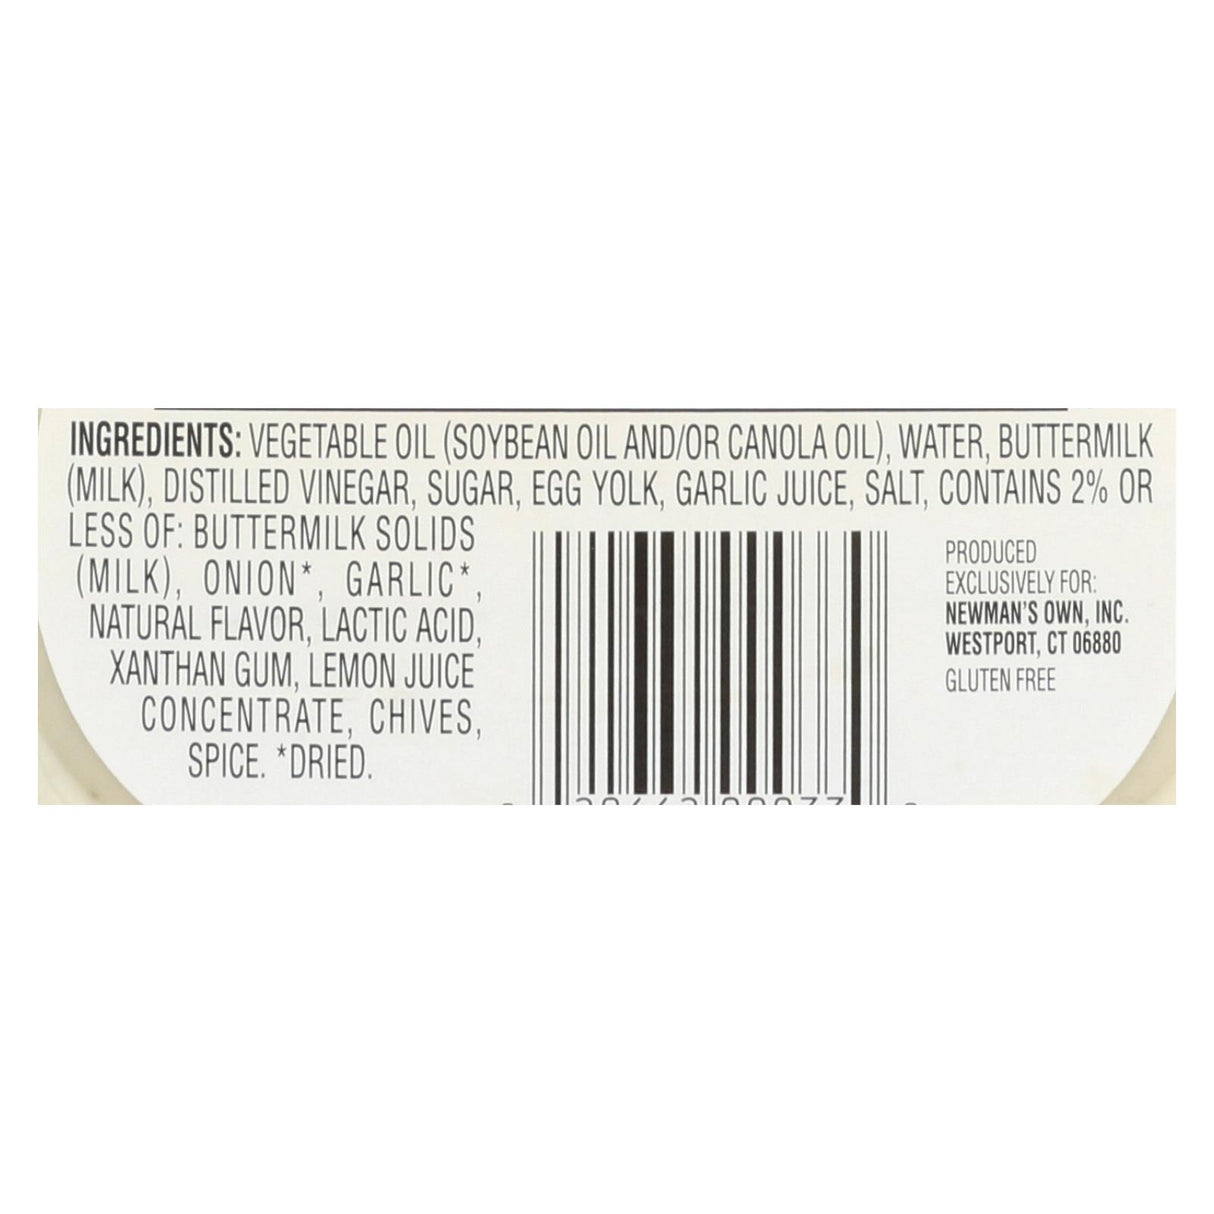 INGREDIENTS: VEGETABLE OIL (SOYBEAN OIL AND/OR CANOLA OIL), WATER, BUTTERMILK
(MILK), DISTILLED VINEGAR, SUGAR, EGG YOLK, GARLIC JUICE, SALT, CONTAINS 2% OR
LESS OF: BUTTERMILK SOLIDS
(MILK), ONION*, GARLIC*,
NATURAL FLAVOR, LACTIC ACID,
XANTHAN GUM, LEMON JUICE
CONCENTRATE, CHIVES,
SPICE. *DRIED.
PRODUCED
EXCLUSIVELY FOR:
NEWMAN'S OWN, INC.
WESTPORT, CT 06880
GLUTEN FREE